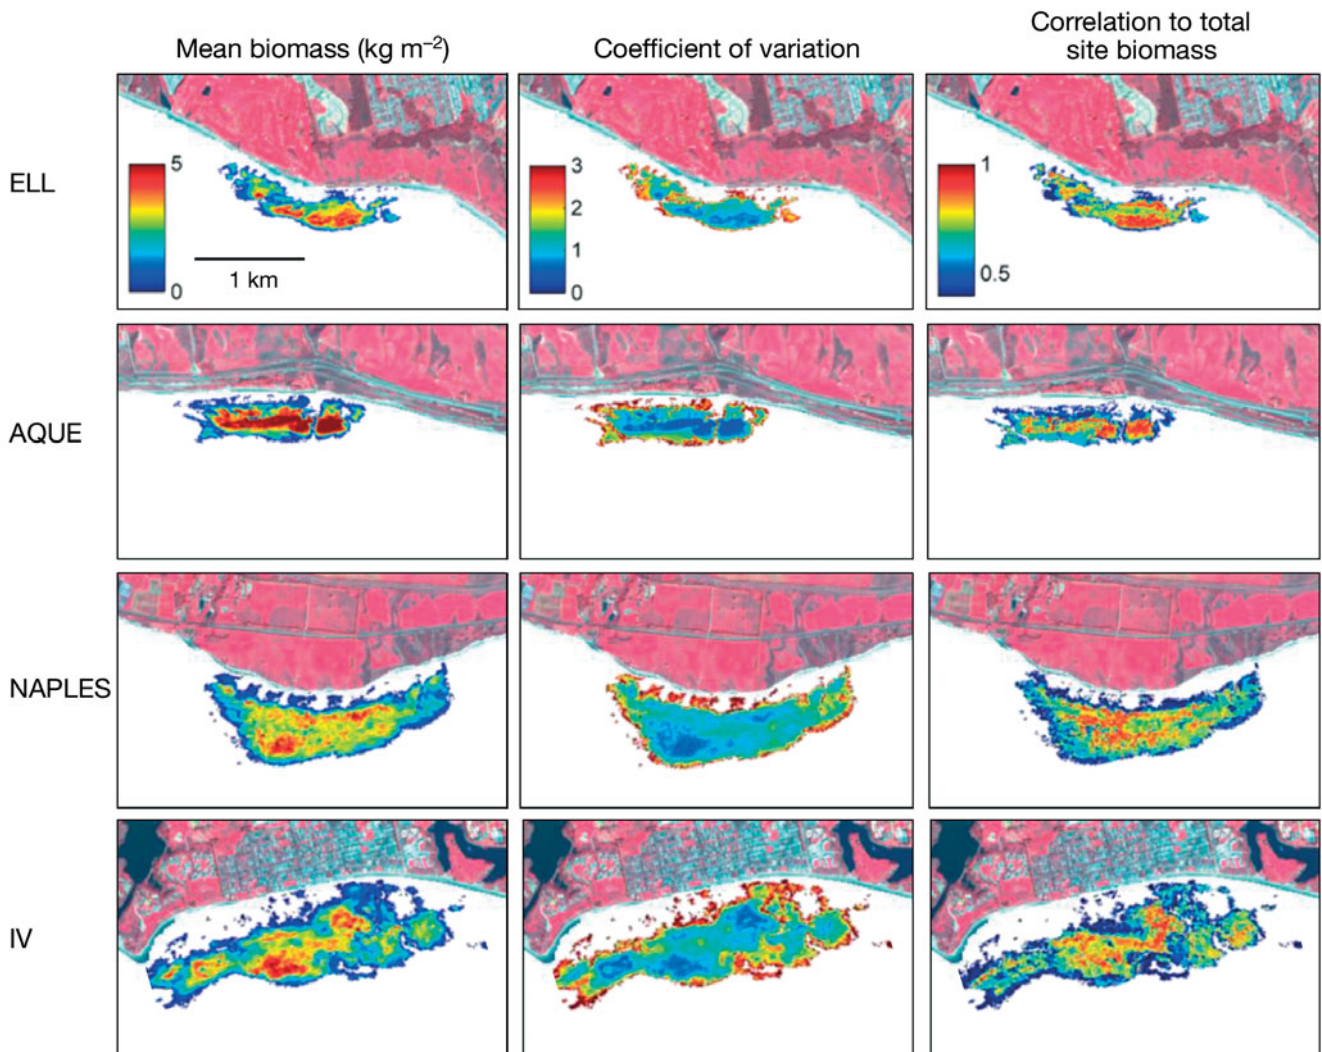 Mean biomass (kg m⁻²)
Coefficient of variation
Correlation to total
site biomass
ELL
5
0
1 km
3
2
1
0
1
0.5
AQUE
NAPLES
IV